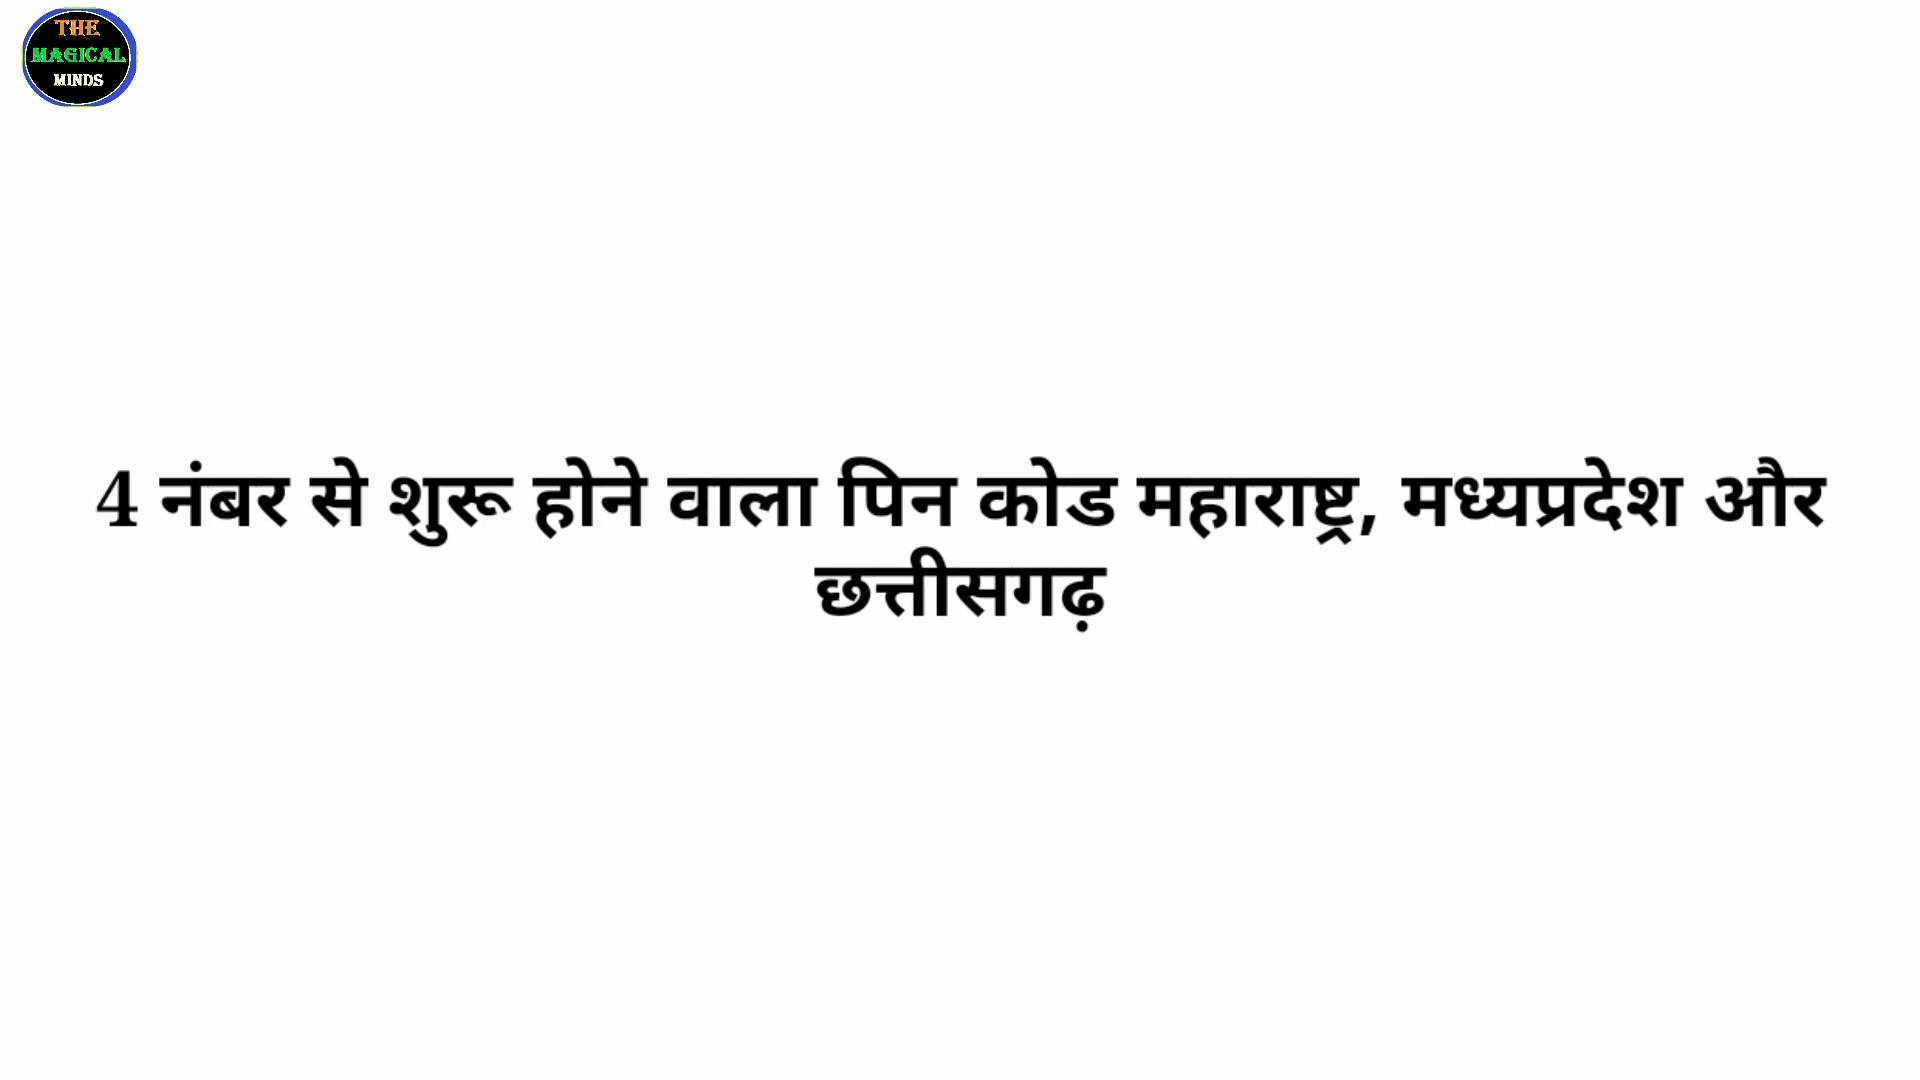 THE
MAGICAL
MINDS
4 नंबर से शुरू होने वाला पिन कोड महाराष्ट्र, मध्यप्रदेश और
छत्तीसगढ़